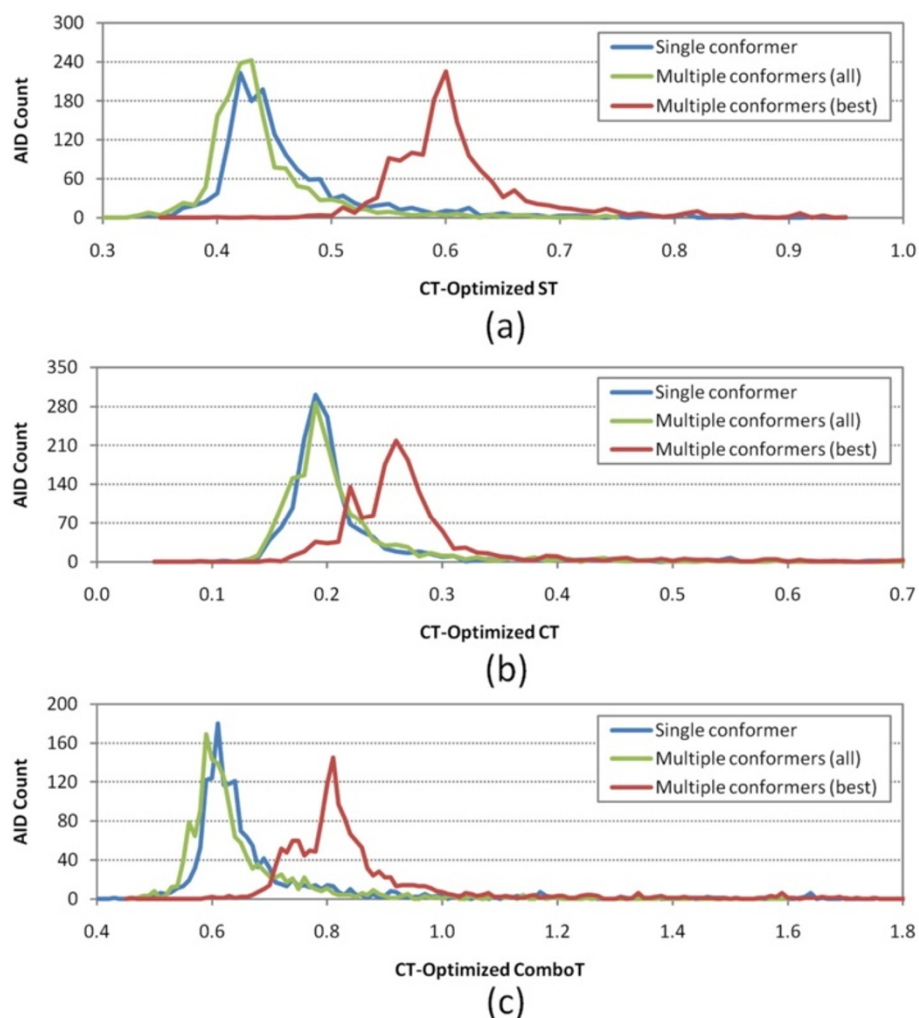 300
240
180
120
60
0
AID Count
Single conformer
Multiple conformers (all)
Multiple conformers (best)
0.3 0.4 0.5 0.6 0.7 0.8 0.9 1.0
CT-Optimized ST
(a)
350
280
210
140
70
0
AID Count
Single conformer
Multiple conformers (all)
Multiple conformers (best)
0.0 0.1 0.2 0.3 0.4 0.5 0.6 0.7
CT-Optimized CT
(b)
200
160
120
80
40
0
AID Count
Single conformer
Multiple conformers (all)
Multiple conformers (best)
0.4 0.6 0.8 1.0 1.2 1.4 1.6 1.8
CT-Optimized ComboT
(c)